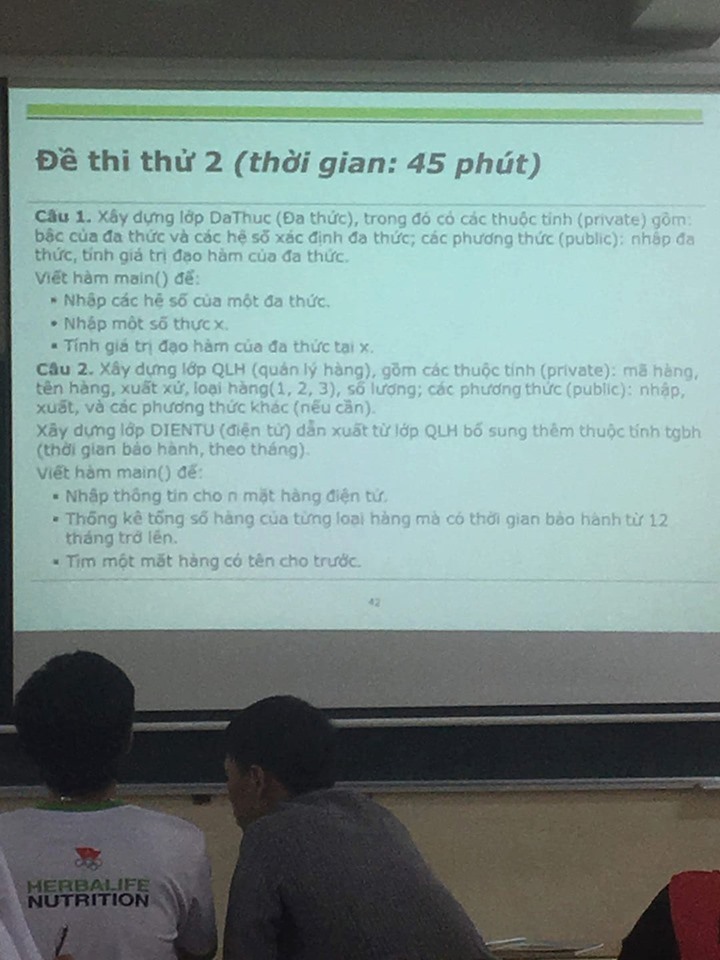 Đề thi thử 2 (thời gian: 45 phút)
Câu 1. Xây dựng lớp DaThuc (Đa thức), trong đó có các thuộc tính (private) gồm:
bậc của đa thức và các hệ số xác định đa thức; các phương thức (public): nhập đa
thức, tính giá trị đạo hàm của đa thức.
Viết hàm main() để:
▪ Nhập các hệ số của một đa thức.
▪ Nhập một số thực x.
▪ Tính giá trị đạo hàm của đa thức tại x.
Câu 2. Xây dựng lớp QLH (quản lý hàng), gồm các thuộc tính (private): mã hàng,
tên hàng, xuất xứ, loại hàng(1, 2, 3), số lượng; các phương thức (public): nhập,
xuất, và các phương thức khác (nếu cần).
Xây dựng lớp DIENTU (điện tử) dẫn xuất từ lớp QLH bổ sung thêm thuộc tính tgbh
(thời gian bảo hành, theo tháng).
Viết hàm main() để:
▪ Nhập thông tin cho n mặt hàng điện tử.
▪ Thống kê tổng số hàng của từng loại hàng mà có thời gian bảo hành từ 12
tháng trở lên.
▪ Tìm một mặt hàng có tên cho trước.
42
HERBALIFE
NUTRITION